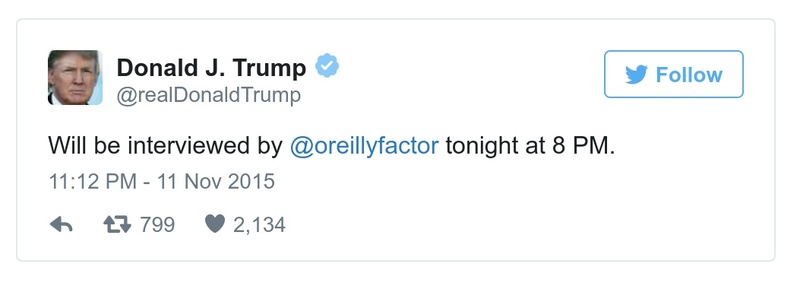 Donald J. Trump
@realDonaldTrump
Follow
Will be interviewed by @oreillyfactor tonight at 8 PM.
11:12 PM - 11 Nov 2015
799 2,134